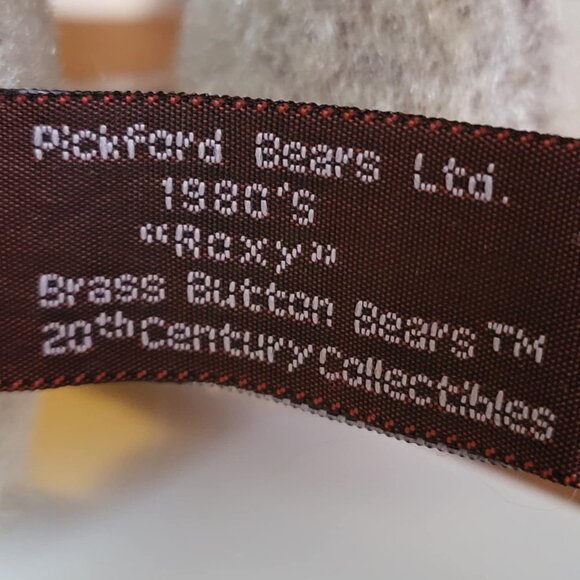 Pickford Bears Ltd.
1980's
"Roxy"
Brass Button Bears™
20th Century Collectibles